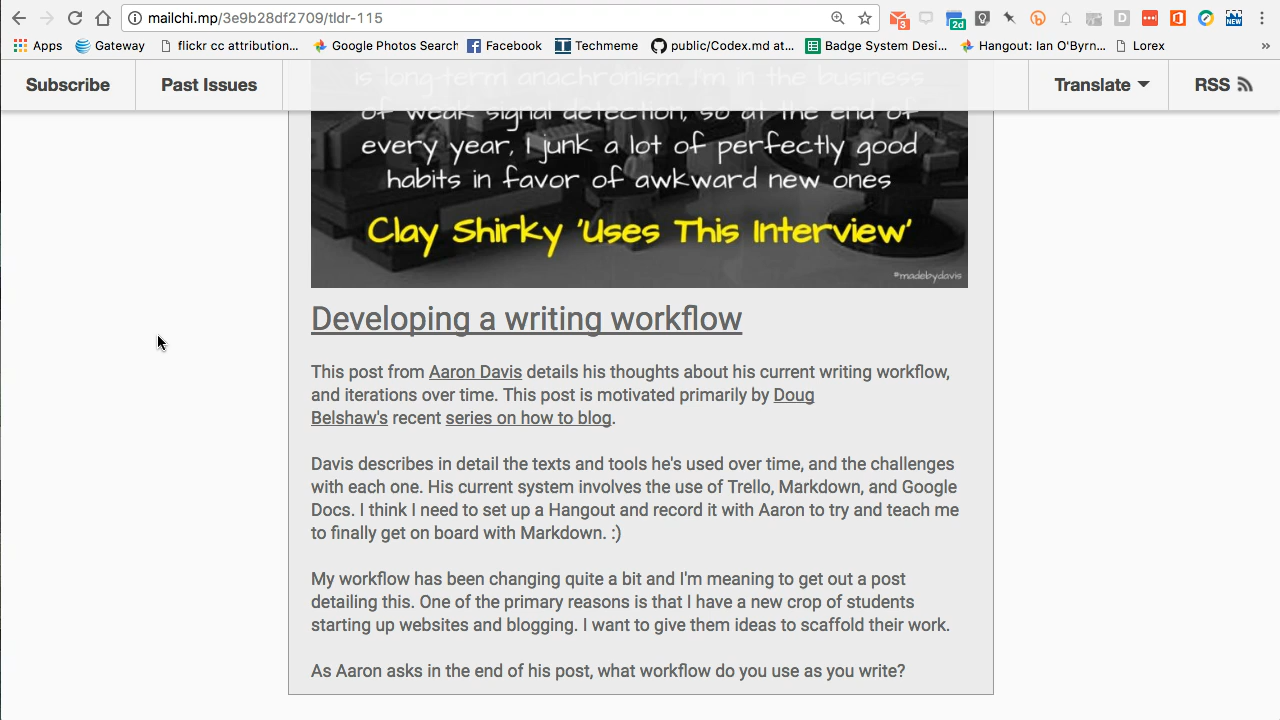 mailchi.mp/3e9b28df2709/tldr-115
3
2d
D
NEW
Apps
Gateway
flickr cc attribution...
Google Photos Search
Facebook
Techmeme
public/Codex.md at...
Badge System Desi...
Hangout: Ian O'Byrn...
Lorex
»
Subscribe
Past Issues
Translate
RSS
is long-term anachronism. I'm in the business
of weak signal detection, so at the end of
every year, I junk a lot of perfectly good
habits in favor of awkward new ones
Clay Shirky 'Uses This Interview'
#madebydavis
Developing a writing workflow
This post from Aaron Davis details his thoughts about his current writing workflow,
and iterations over time. This post is motivated primarily by Doug
Belshaw's recent series on how to blog.
Davis describes in detail the texts and tools he's used over time, and the challenges
with each one. His current system involves the use of Trello, Markdown, and Google
Docs. I think I need to set up a Hangout and record it with Aaron to try and teach me
to finally get on board with Markdown. :)
My workflow has been changing quite a bit and I'm meaning to get out a post
detailing this. One of the primary reasons is that I have a new crop of students
starting up websites and blogging. I want to give them ideas to scaffold their work.
As Aaron asks in the end of his post, what workflow do you use as you write?